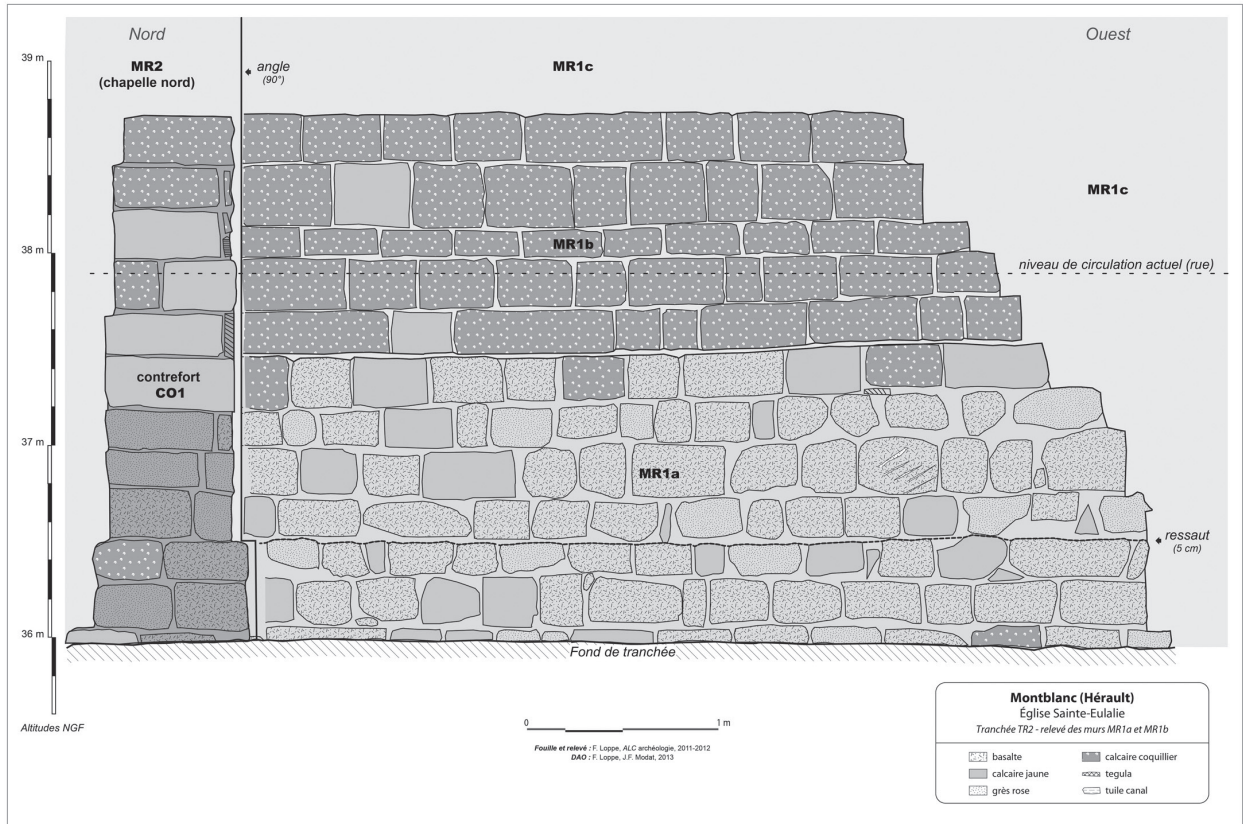 Nord
Ouest
39 m
MR2
(chapelle nord)
angle
(90°)
MR1c
MR1c
38 m
MR1b
niveau de circulation actuel (rue)
contrefort
CO1
37 m
MR1a
ressaut
(5 cm)
36 m
Fond de tranchée
Altitudes NGF
0 1 m
Fouille et relevé : F. Loppe, ALC archéologie, 2011-2012
DAO : F. Loppe, J.F. Modat, 2013
Montblanc (Hérault)
Église Sainte-Eulalie
Tranchée TR2 - relevé des murs MR1a et MR1b
basalte
calcaire jaune
grès rose
calcaire coquillier
tegula
tuile canal